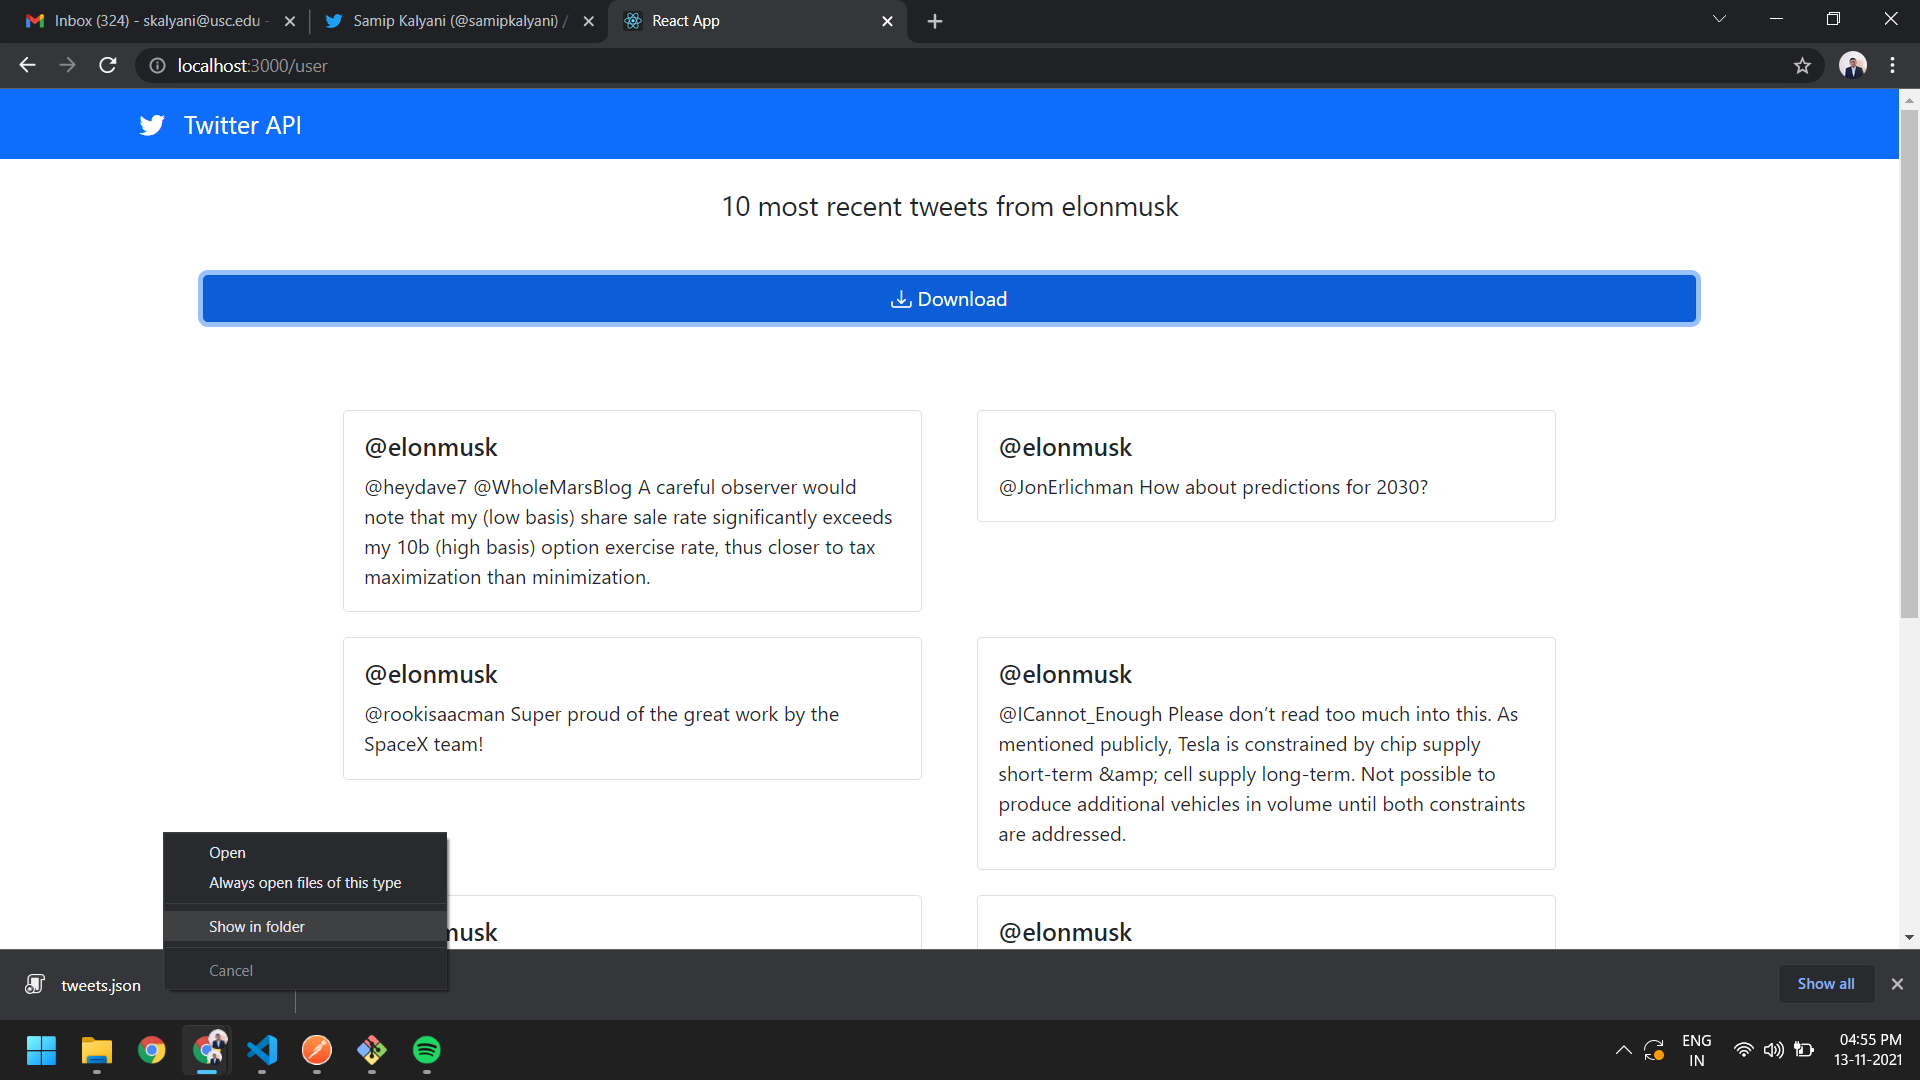 Inbox (324) - skalyani@usc.edu -
Samip Kalyani (@samipkalyani) /
React App
localhost:3000/user
Twitter API
10 most recent tweets from elonmusk
Download
@elonmusk
@heydave7 @WholeMarsBlog A careful observer would
note that my (low basis) share sale rate significantly exceeds
my 10b (high basis) option exercise rate, thus closer to tax
maximization than minimization.
@elonmusk
@JonErlichman How about predictions for 2030?
@elonmusk
@rookisaacman Super proud of the great work by the
SpaceX team!
@elonmusk
@ICannot_Enough Please don’t read too much into this. As
mentioned publicly, Tesla is constrained by chip supply
short-term &amp; cell supply long-term. Not possible to
produce additional vehicles in volume until both constraints
are addressed.
nusk
@elonmusk
Open
Always open files of this type
Show in folder
Cancel
tweets.json
Show all
ENG
IN
04:55 PM
13-11-2021